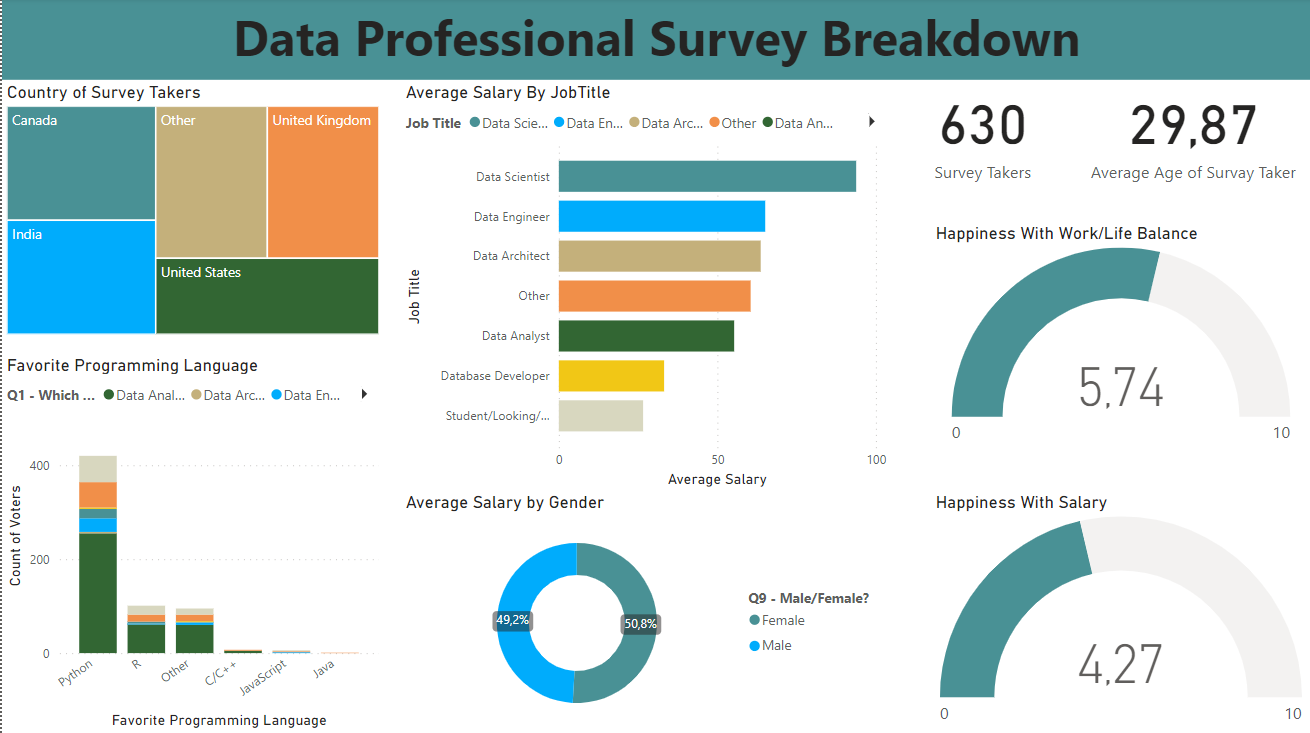 Data Professional Survey Breakdown
Country of Survey Takers
Canada
Other
United Kingdom
India
United States
Favorite Programming Language
Q1 - Which ... Data Anal... Data Arc... Data En...
Count of Voters
400
200
0
Python
R
Other
C/C++
JavaScript
Java
Favorite Programming Language
Average Salary By JobTitle
Job Title Data Scie... Data En... Data Arc... Other Data An...
Job Title
Data Scientist
Data Engineer
Data Architect
Other
Data Analyst
Database Developer
Student/Looking/...
0 50 100
Average Salary
Average Salary by Gender
49,2%
50,8%
Q9 - Male/Female?
Female
Male
630
Survey Takers
29,87
Average Age of Survay Taker
Happiness With Work/Life Balance
5,74
0 10
Happiness With Salary
4,27
0 10